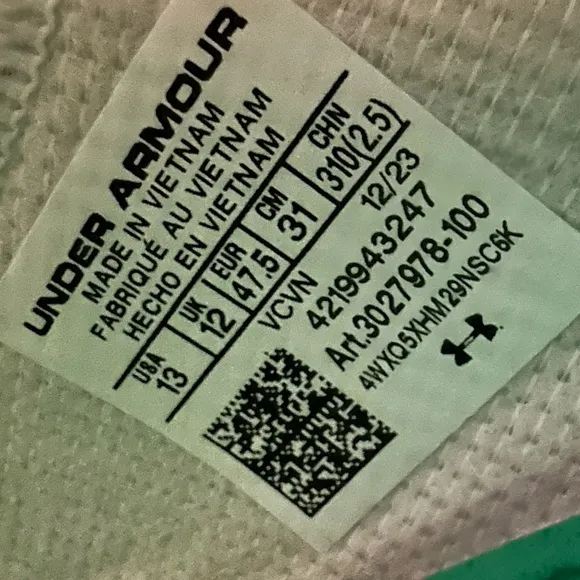 UNDER ARMOUR
MADE IN VIETNAM
FABRIQUÉ AU VIETNAM
HECHO EN VIETNAM
USA UK EUR CM CHN
13 12 47.5 31 310(2.5)
VCVN 12/23
4219943247
Art.3027978-100
4WXQ5XHM29NSC6K